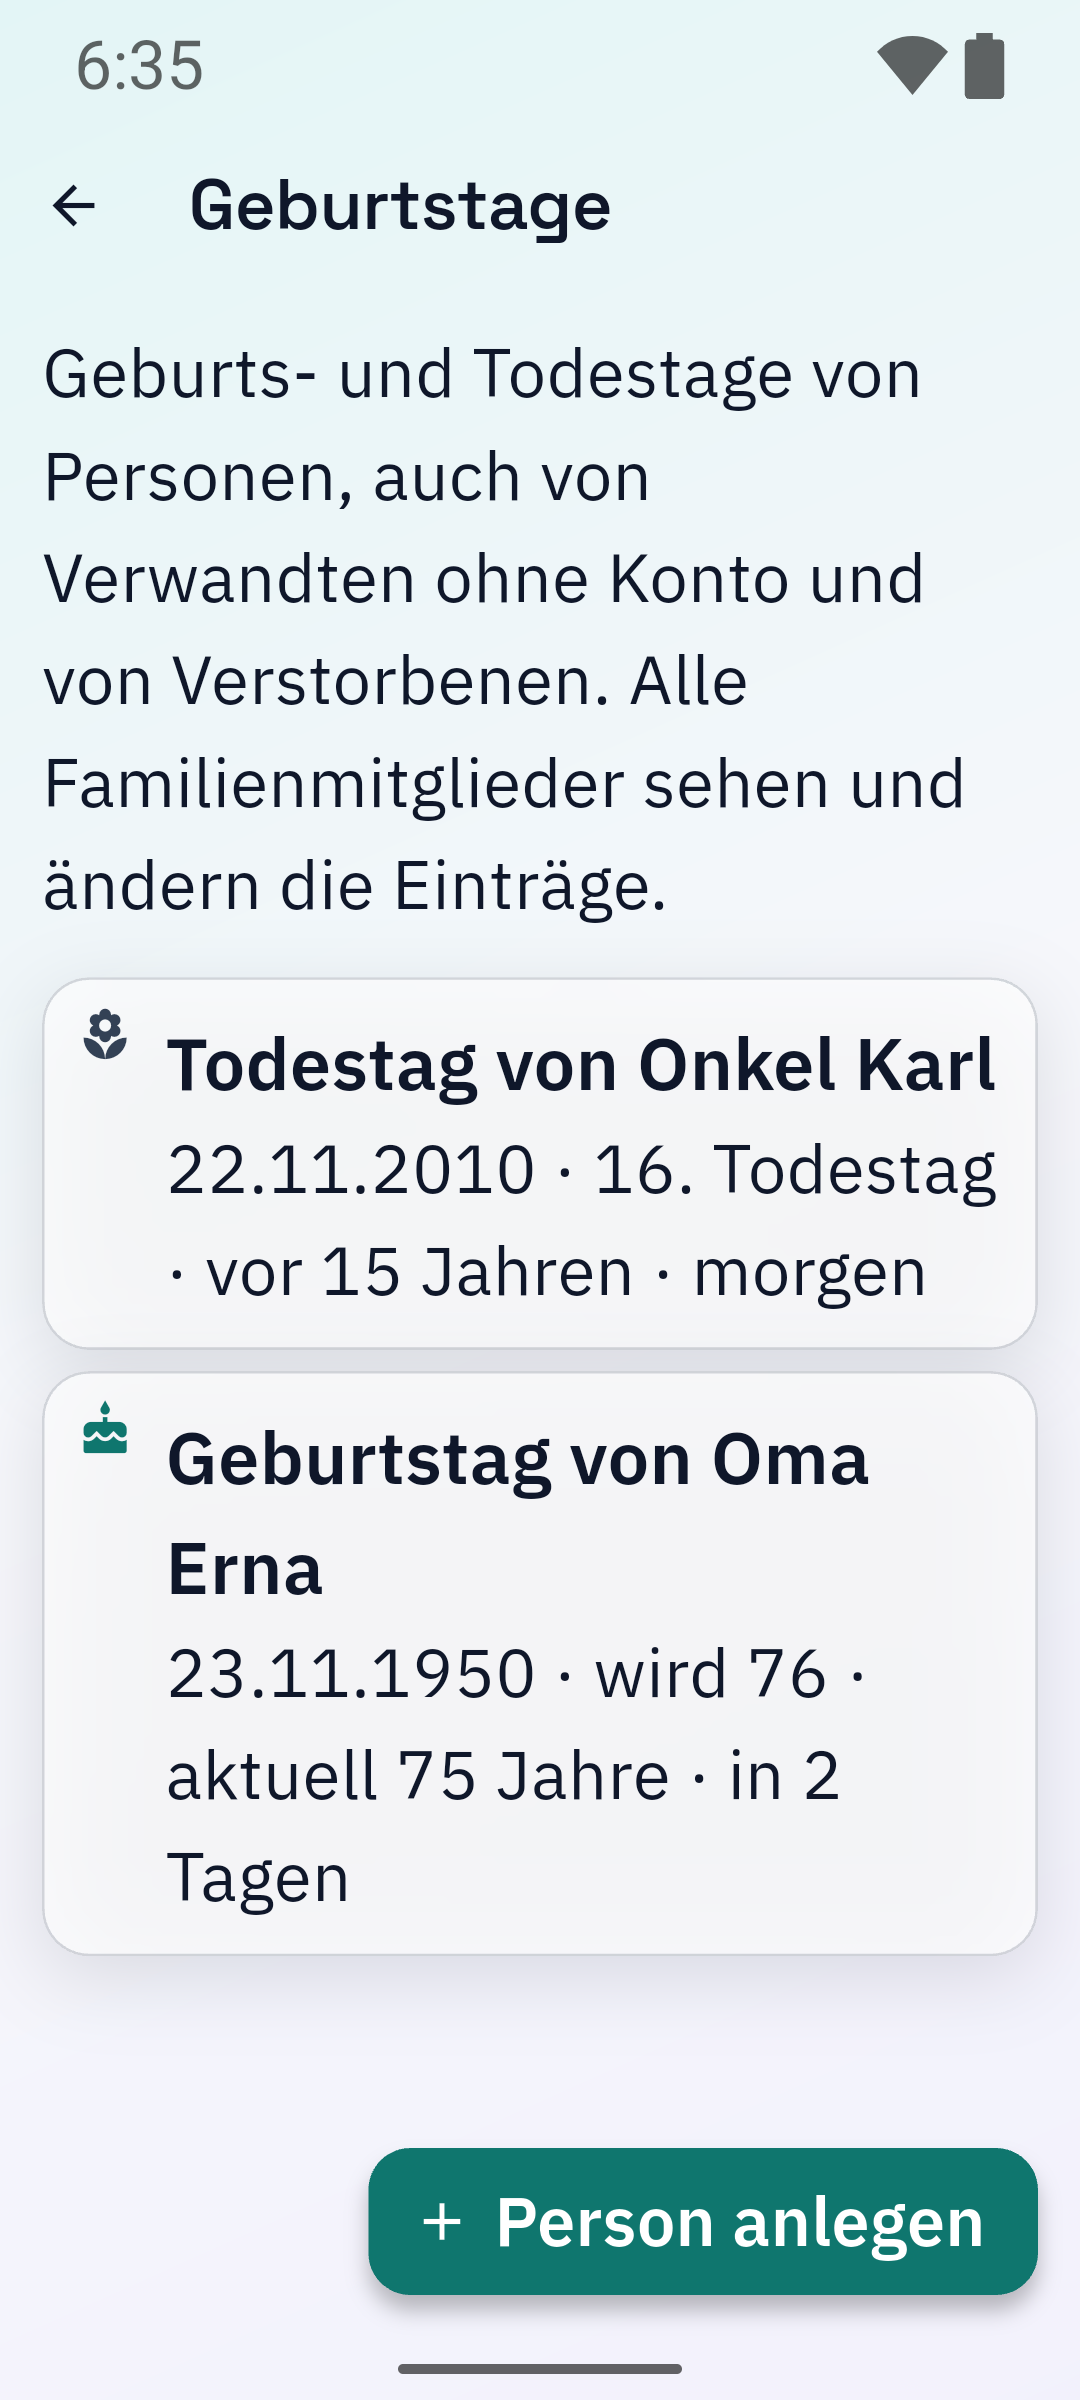 6:35
Geburtstage
Geburts- und Todestage von
Personen, auch von
Verwandten ohne Konto und
von Verstorbenen. Alle
Familienmitglieder sehen und
ändern die Einträge.
Todestag von Onkel Karl
22.11.2010 · 16. Todestag
· vor 15 Jahren · morgen
Geburtstag von Oma
Erna
23.11.1950 · wird 76 ·
aktuell 75 Jahre · in 2
Tagen
+ Person anlegen